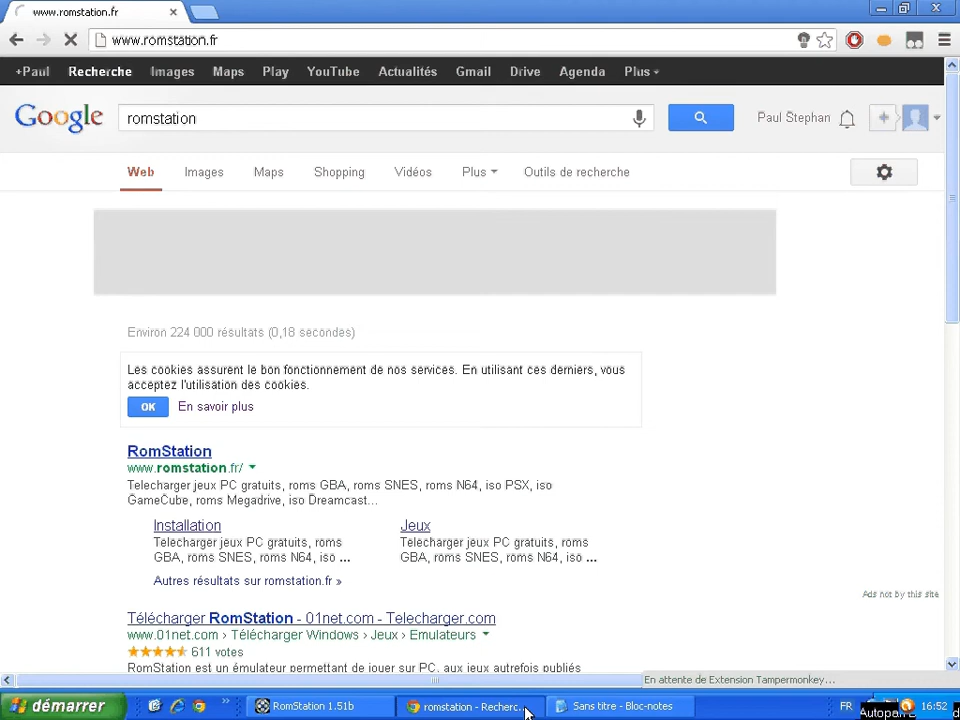 www.romstation.fr
www.romstation.fr
+Paul Recherche Images Maps Play YouTube Actualités Gmail Drive Agenda Plus
Google romstation Paul Stephan
Web Images Maps Shopping Vidéos Plus Outils de recherche
Environ 224 000 résultats (0,18 secondes)
Les cookies assurent le bon fonctionnement de nos services. En utilisant ces derniers, vous
acceptez l'utilisation des cookies.
OK En savoir plus
RomStation
www.romstation.fr/
Telecharger jeux PC gratuits, roms GBA, roms SNES, roms N64, iso PSX, iso
GameCube, roms Megadrive, iso Dreamcast...
Installation Jeux
Telecharger jeux PC gratuits, roms Telecharger jeux PC gratuits, roms
GBA, roms SNES, roms N64, iso ... GBA, roms SNES, roms N64, iso ...
Autres résultats sur romstation.fr »
Ads not by this site
Télécharger RomStation - 01net.com - Telecharger.com
www.01net.com › Télécharger Windows › Jeux › Emulateurs
611 votes
RomStation est un émulateur permettant de jouer sur PC, aux jeux autrefois publiés
En attente de Extension Tampermonkey...
démarrer » RomStation 1.51b romstation - Recherc... Sans titre - Bloc-notes FR 16:52